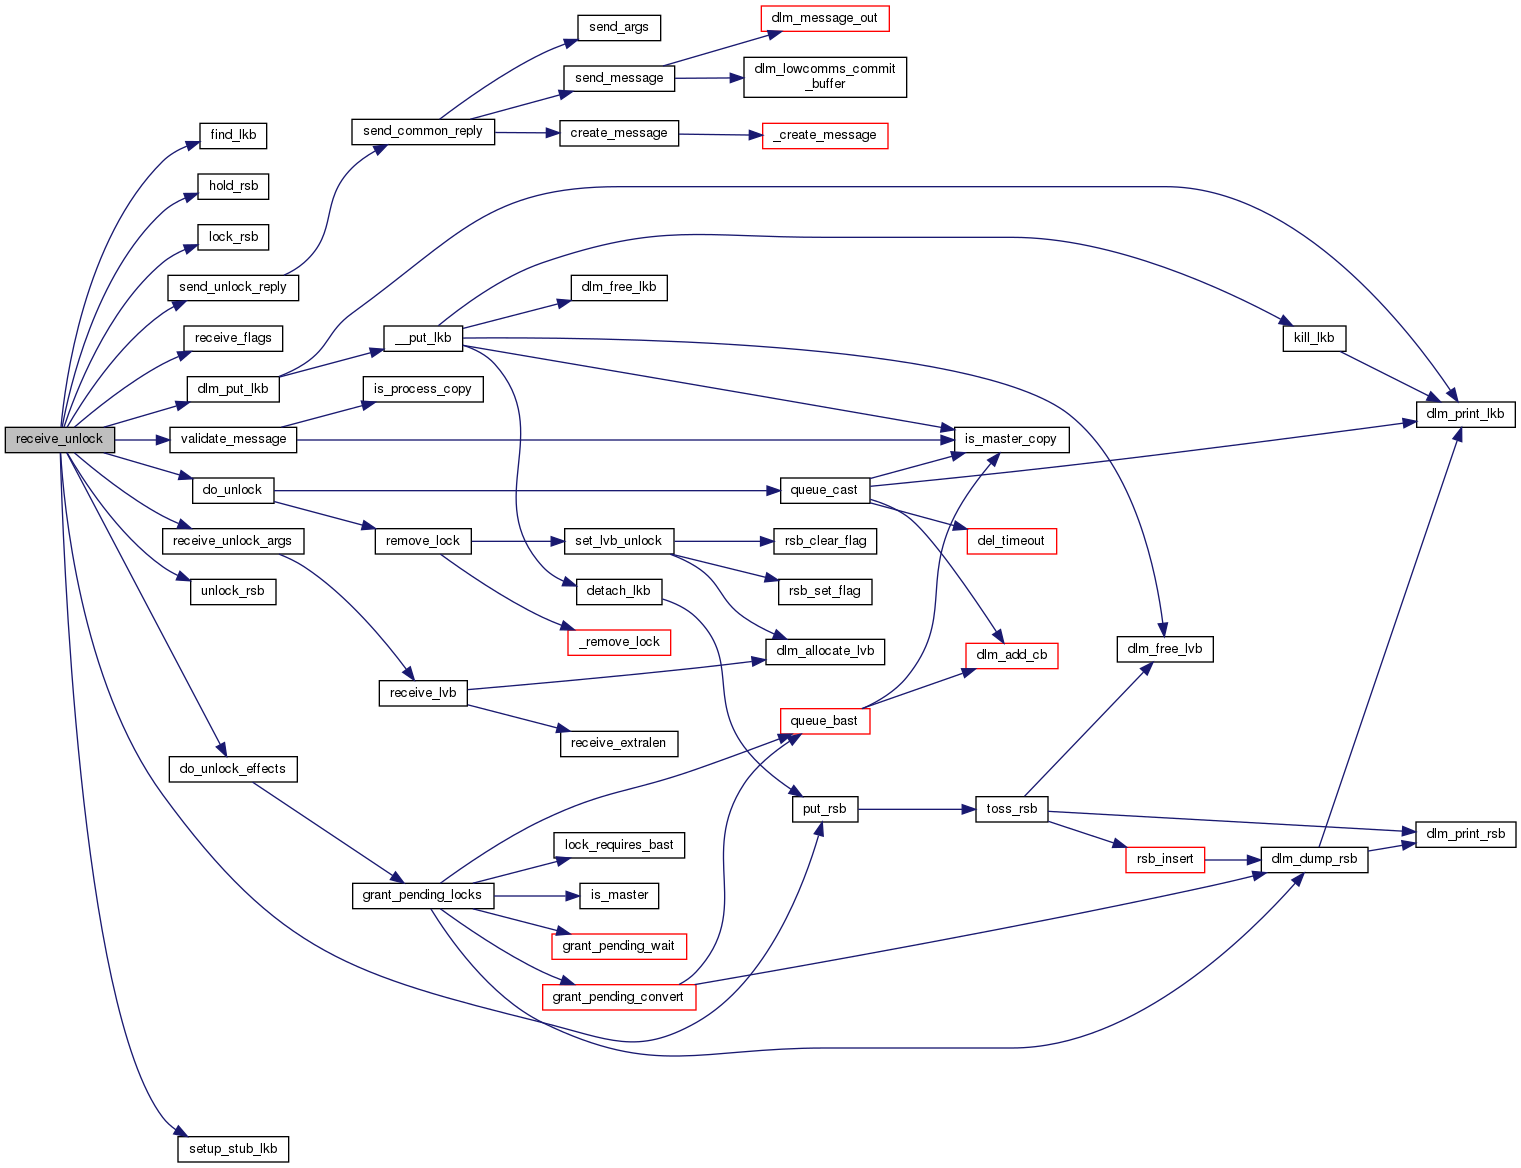 receive_unlock
find_lkb
hold_rsb
lock_rsb
send_unlock_reply
receive_flags
dlm_put_lkb
validate_message
do_unlock
receive_unlock_args
unlock_rsb
do_unlock_effects
setup_stub_lkb
send_common_reply
__put_lkb
is_process_copy
remove_lock
receive_lvb
grant_pending_locks
send_args
send_message
create_message
dlm_free_lkb
set_lvb_unlock
detach_lkb
_remove_lock
receive_extralen
lock_requires_bast
is_master
grant_pending_wait
grant_pending_convert
dlm_message_out
dlm_lowcomms_commit
_buffer
_create_message
queue_cast
rsb_clear_flag
rsb_set_flag
dlm_allocate_lvb
queue_bast
put_rsb
is_master_copy
del_timeout
dlm_add_cb
toss_rsb
dlm_free_lvb
rsb_insert
kill_lkb
dlm_dump_rsb
dlm_print_lkb
dlm_print_rsb